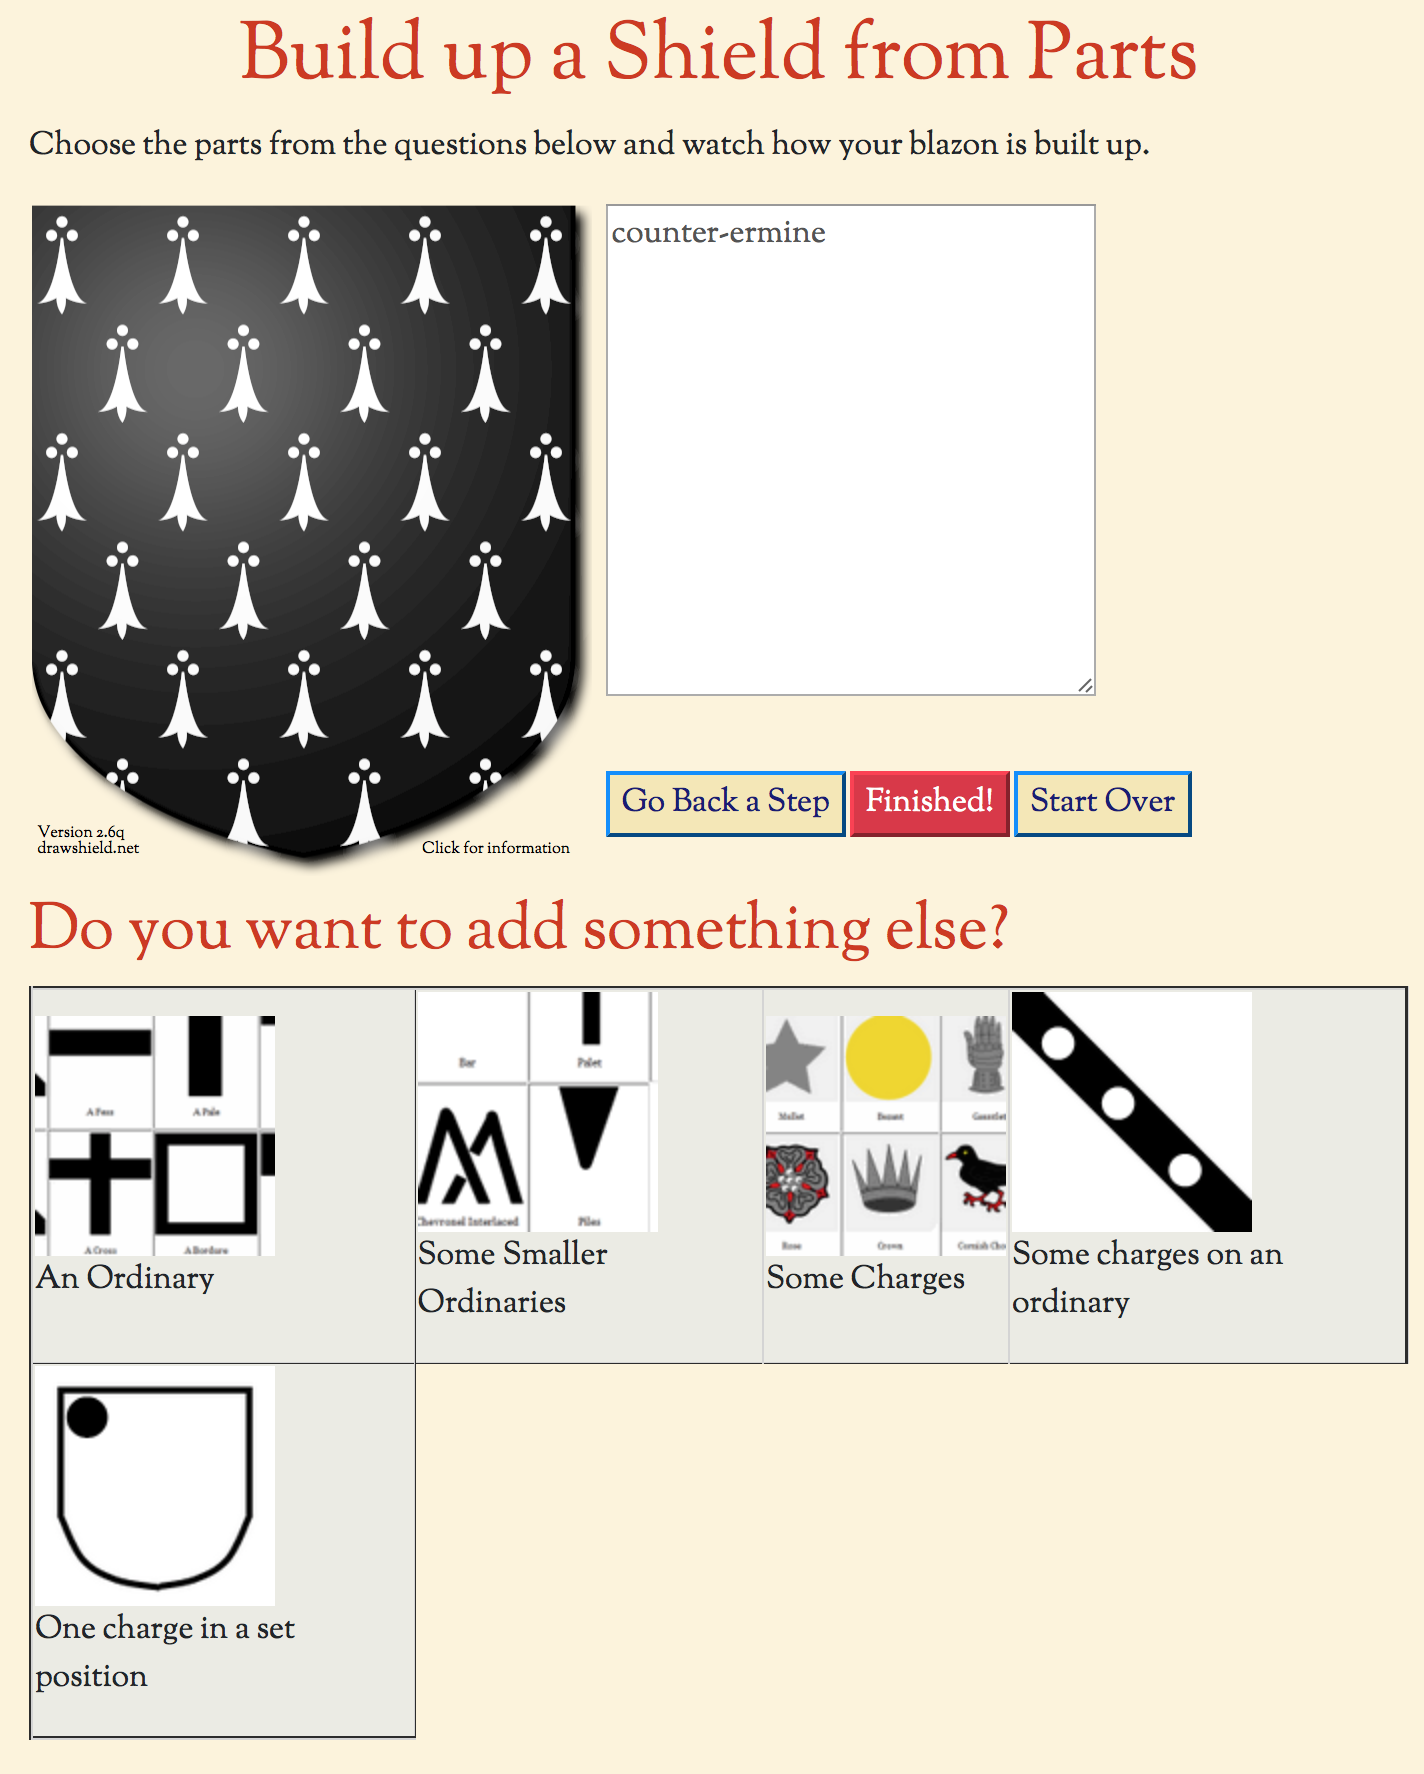 Build up a Shield from Parts
Choose the parts from the questions below and watch how your blazon is built up.
counter-ermine
Go Back a Step
Finished!
Start Over
Version 2.6q
drawshield.net
Click for information
Do you want to add something else?
A Fess
A Pale
A Cross
A Bordure
An Ordinary
Bar
Palet
Chevronel Interlaced
Piles
Some Smaller
Ordinaries
Mullet
Bezant
Gauntlet
Rose
Crown
Cornish Cho
Some Charges
Some charges on an
ordinary
One charge in a set
position